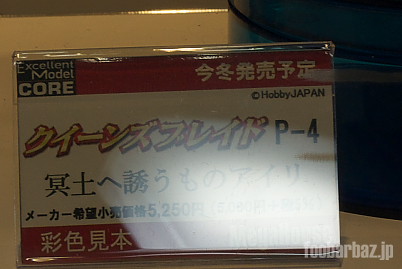 Excellent
Model
CORE
今冬発売予定
©HobbyJAPAN
クイーンズブレイド P-4
冥土へ誘うものアイリ
メーカー希望小売価格5,250円
彩色見本
foobarbaz.jp